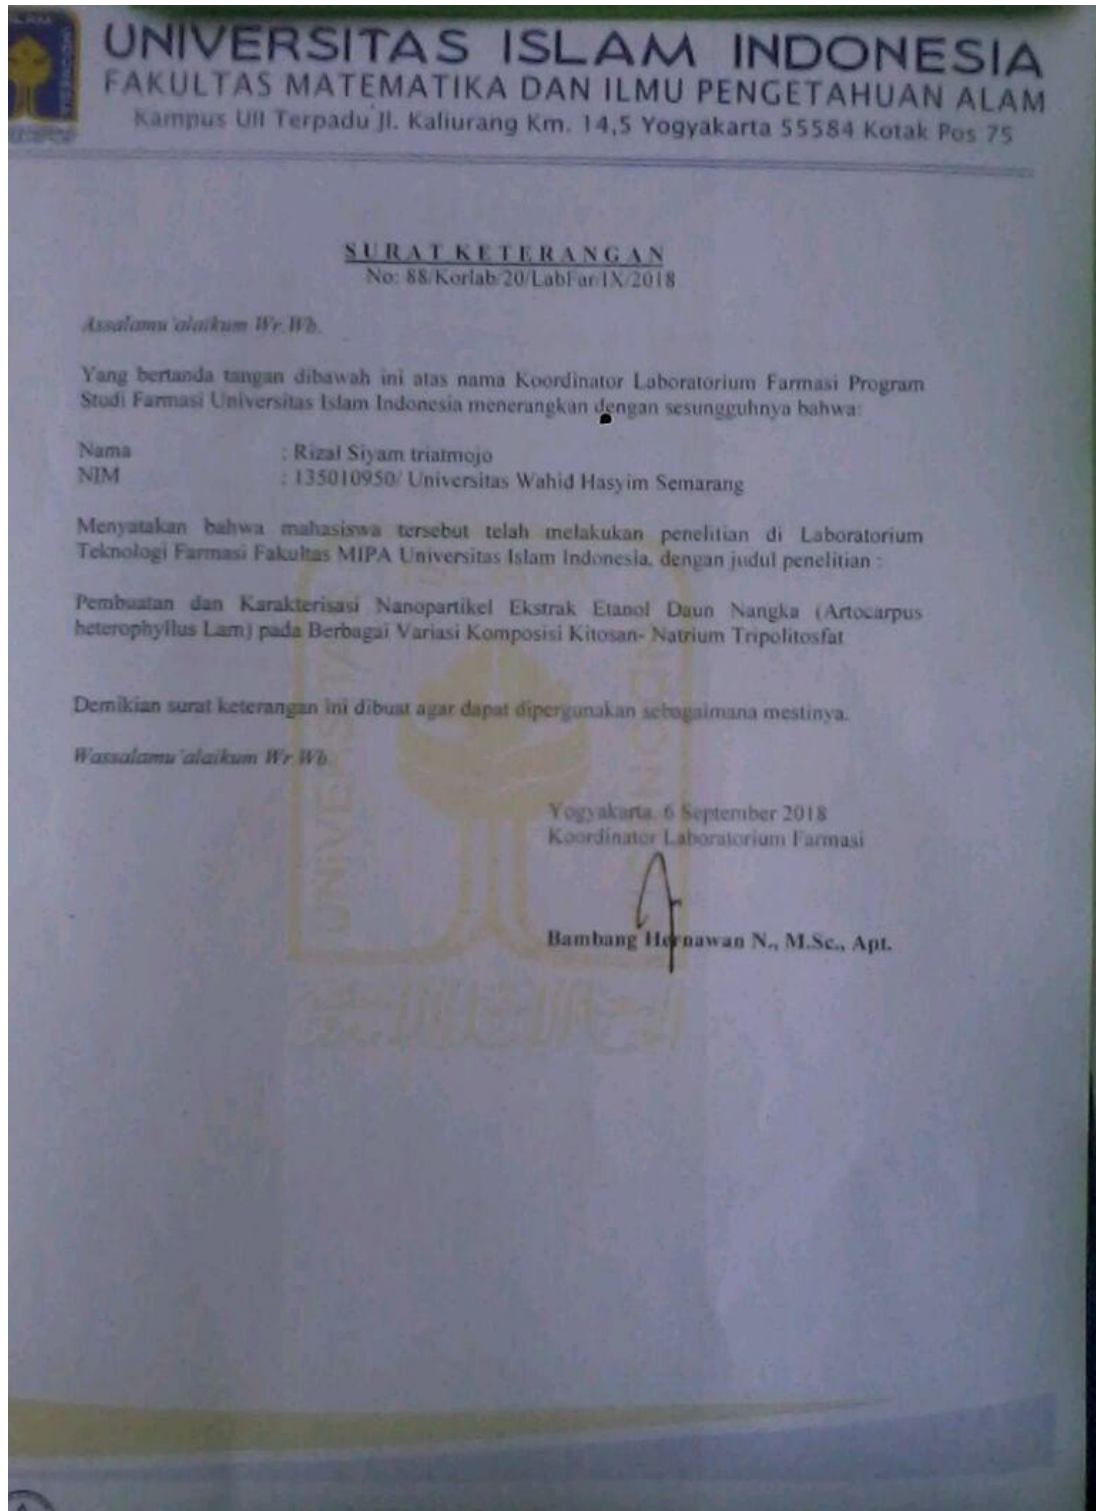 UNIVERSITAS ISLAM INDONESIA
FAKULTAS MATEMATIKA DAN ILMU PENGETAHUAN ALAM
Kampus UII Terpadu Jl. Kaliurang Km. 14,5 Yogyakarta 55584 Kotak Pos 75
SURAT KETERANGAN
No: 88/Korlab/20/LabFar/IX/2018
Assalamu'alaikum Wr.Wb.
Yang bertanda tangan dibawah ini atas nama Koordinator Laboratorium Farmasi Program
Studi Farmasi Universitas Islam Indonesia menerangkan dengan sesungguhnya bahwa:
Nama : Rizal Siyam triatmojo
NIM : 135010950/ Universitas Wahid Hasyim Semarang
Menyatakan bahwa mahasiswa tersebut telah melakukan penelitian di Laboratorium
Teknologi Farmasi Fakultas MIPA Universitas Islam Indonesia, dengan judul penelitian :
Pembuatan dan Karakterisasi Nanopartikel Ekstrak Etanol Daun Nangka (Artocarpus
heterophyllus Lam) pada Berbagai Variasi Komposisi Kitosan- Natrium Tripolitosfat
Demikian surat keterangan ini dibuat agar dapat dipergunakan sebagaimana mestinya.
Wassalamu'alaikum Wr.Wb.
Yogyakarta, 6 September 2018
Koordinator Laboratorium Farmasi
Bambang Hernawan N., M.Sc., Apt.